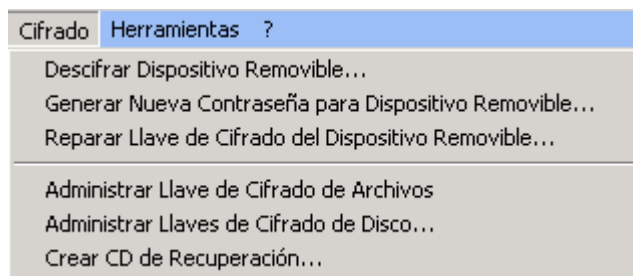 Cifrado Herramientas ?
Descifrar Dispositivo Removible...
Generar Nueva Contraseña para Dispositivo Removible...
Reparar Llave de Cifrado del Dispositivo Removible...
Administrar Llave de Cifrado de Archivos
Administrar Llaves de Cifrado de Disco...
Crear CD de Recuperación...